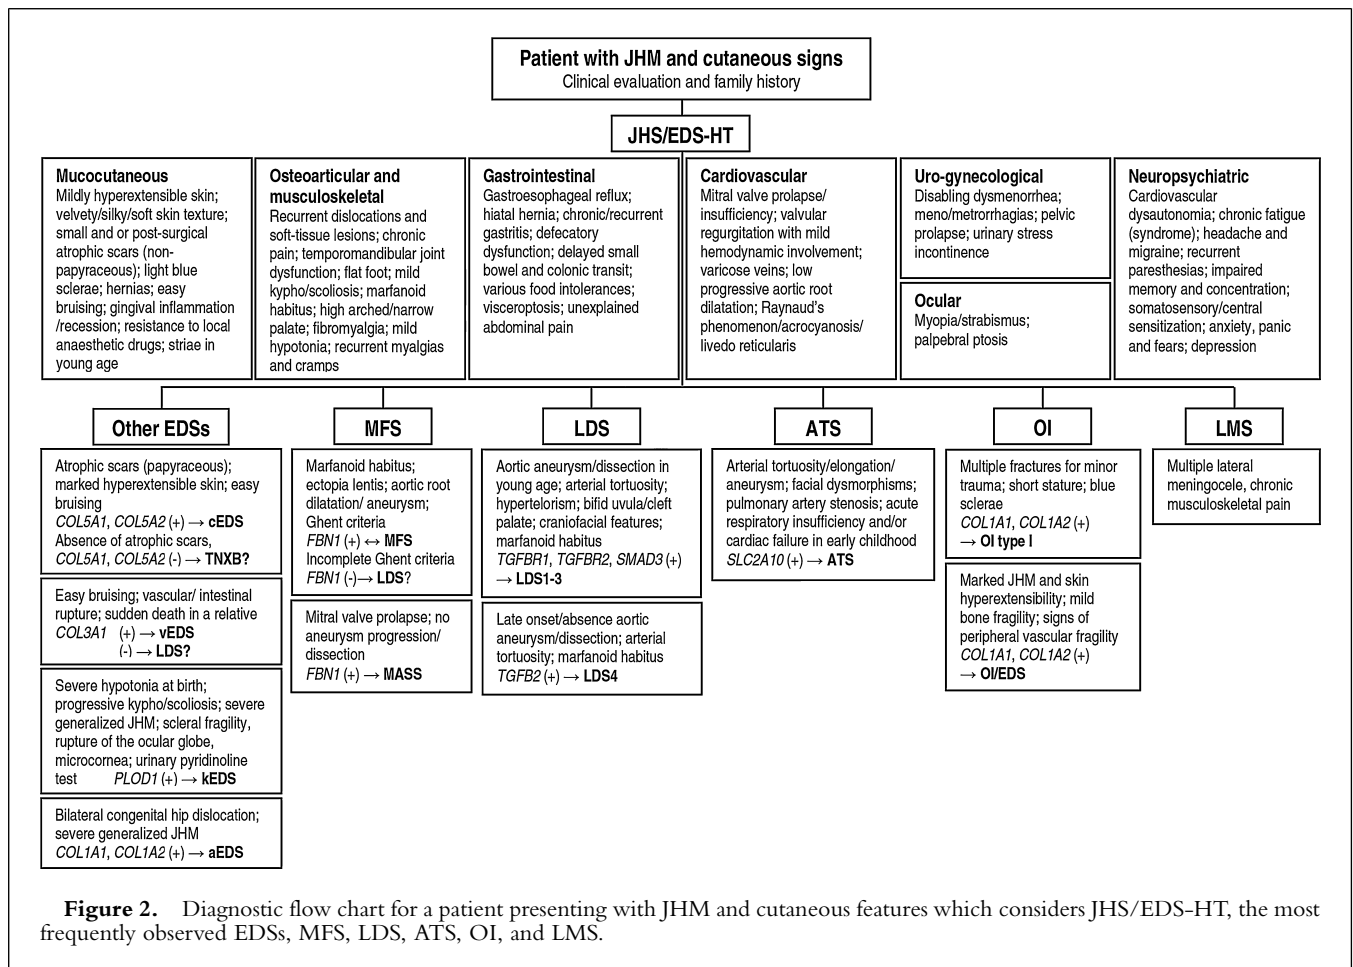 Patient with JHM and cutaneous signs
Clinical evaluation and family history
JHS/EDS-HT
Mucocutaneous
Mildly hyperextensible skin;
velvety/silky/soft skin texture;
small and or post-surgical
atrophic scars (non-
papyraceous); light blue
sclerae; hernias; easy
bruising; gingival inflammation
/recession; resistance to local
anaesthetic drugs; striae in
young age
Osteoarticular and
musculoskeletal
Recurrent dislocations and
soft-tissue lesions; chronic
pain; temporomandibular joint
dysfunction; flat foot; mild
kypho/scoliosis; marfanoid
habitus; high arched/narrow
palate; fibromyalgia; mild
hypotonia; recurrent myalgias
and cramps
Gastrointestinal
Gastroesophageal reflux;
hiatal hernia; chronic/recurrent
gastritis; defecatory
dysfunction; delayed small
bowel and colonic transit;
various food intolerances;
visceroptosis; unexplained
abdominal pain
Cardiovascular
Mitral valve prolapse/
insufficiency; valvular
regurgitation with mild
hemodynamic involvement;
varicose veins; low
progressive aortic root
dilatation; Raynaud's
phenomenon/acrocyanosis/
livedo reticularis
Uro-gynecological
Disabling dysmenorrhea;
meno/metrorrhagias; pelvic
prolapse; urinary stress
incontinence
Ocular
Myopia/strabismus;
palpebral ptosis
Neuropsychiatric
Cardiovascular
dysautonomia; chronic fatigue
(syndrome); headache and
migraine; recurrent
paresthesias; impaired
memory and concentration;
somatosensory/central
sensitization; anxiety, panic
and fears; depression
Other EDSs
Atrophic scars (papyraceous);
marked hyperextensible skin; easy
bruising
COL5A1, COL5A2 (+) → cEDS
Absence of atrophic scars,
COL5A1, COL5A2 (-) → TNXB?
Easy bruising; vascular/ intestinal
rupture; sudden death in a relative
COL3A1 (+) → vEDS
(-) → LDS?
Severe hypotonia at birth;
progressive kypho/scoliosis; severe
generalized JHM; scleral fragility,
rupture of the ocular globe,
microcornea; urinary pyridinoline
test PLOD1 (+) → kEDS
Bilateral congenital hip dislocation;
severe generalized JHM
COL1A1, COL1A2 (+) → aEDS
MFS
Marfanoid habitus;
ectopia lentis; aortic root
dilatation/ aneurysm;
Ghent criteria
FBN1 (+) ↔ MFS
Incomplete Ghent criteria
FBN1 (-)→ LDS?
Mitral valve prolapse; no
aneurysm progression/
dissection
FBN1 (+) → MASS
LDS
Aortic aneurysm/dissection in
young age; arterial tortuosity;
hypertelorism; bifid uvula/cleft
palate; craniofacial features;
marfanoid habitus
TGFBR1, TGFBR2, SMAD3 (+)
→ LDS1-3
Late onset/absence aortic
aneurysm/dissection; arterial
tortuosity; marfanoid habitus
TGFB2 (+) → LDS4
ATS
Arterial tortuosity/elongation/
aneurysm; facial dysmorphisms;
pulmonary artery stenosis; acute
respiratory insufficiency and/or
cardiac failure in early childhood
SLC2A10 (+) → ATS
OI
Multiple fractures for minor
trauma; short stature; blue
sclerae
COL1A1, COL1A2 (+)
→ OI type I
Marked JHM and skin
hyperextensibility; mild
bone fragility; signs of
peripheral vascular fragility
COL1A1, COL1A2 (+)
→ OI/EDS
LMS
Multiple lateral
meningocele, chronic
musculoskeletal pain
Figure 2. Diagnostic flow chart for a patient presenting with JHM and cutaneous features which considers JHS/EDS-HT, the most
frequently observed EDSs, MFS, LDS, ATS, OI, and LMS.